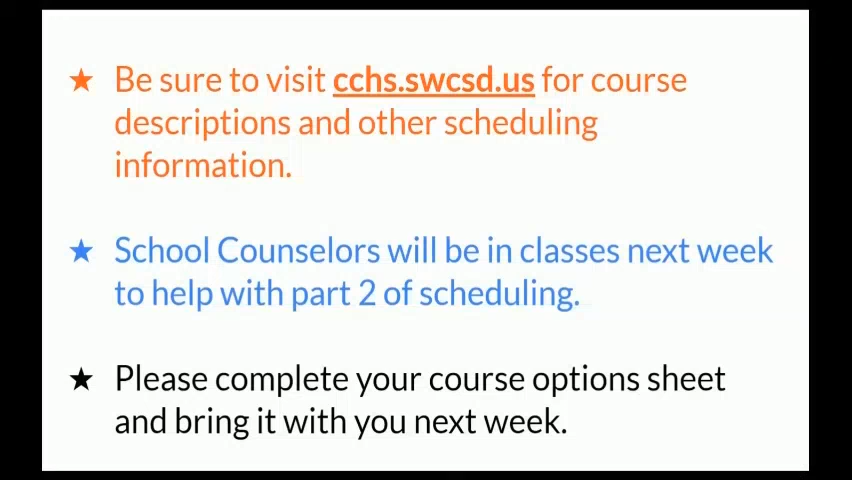 ★ Be sure to visit cchs.swcsd.us for course
descriptions and other scheduling
information.
★ School Counselors will be in classes next week
to help with part 2 of scheduling.
★ Please complete your course options sheet
and bring it with you next week.